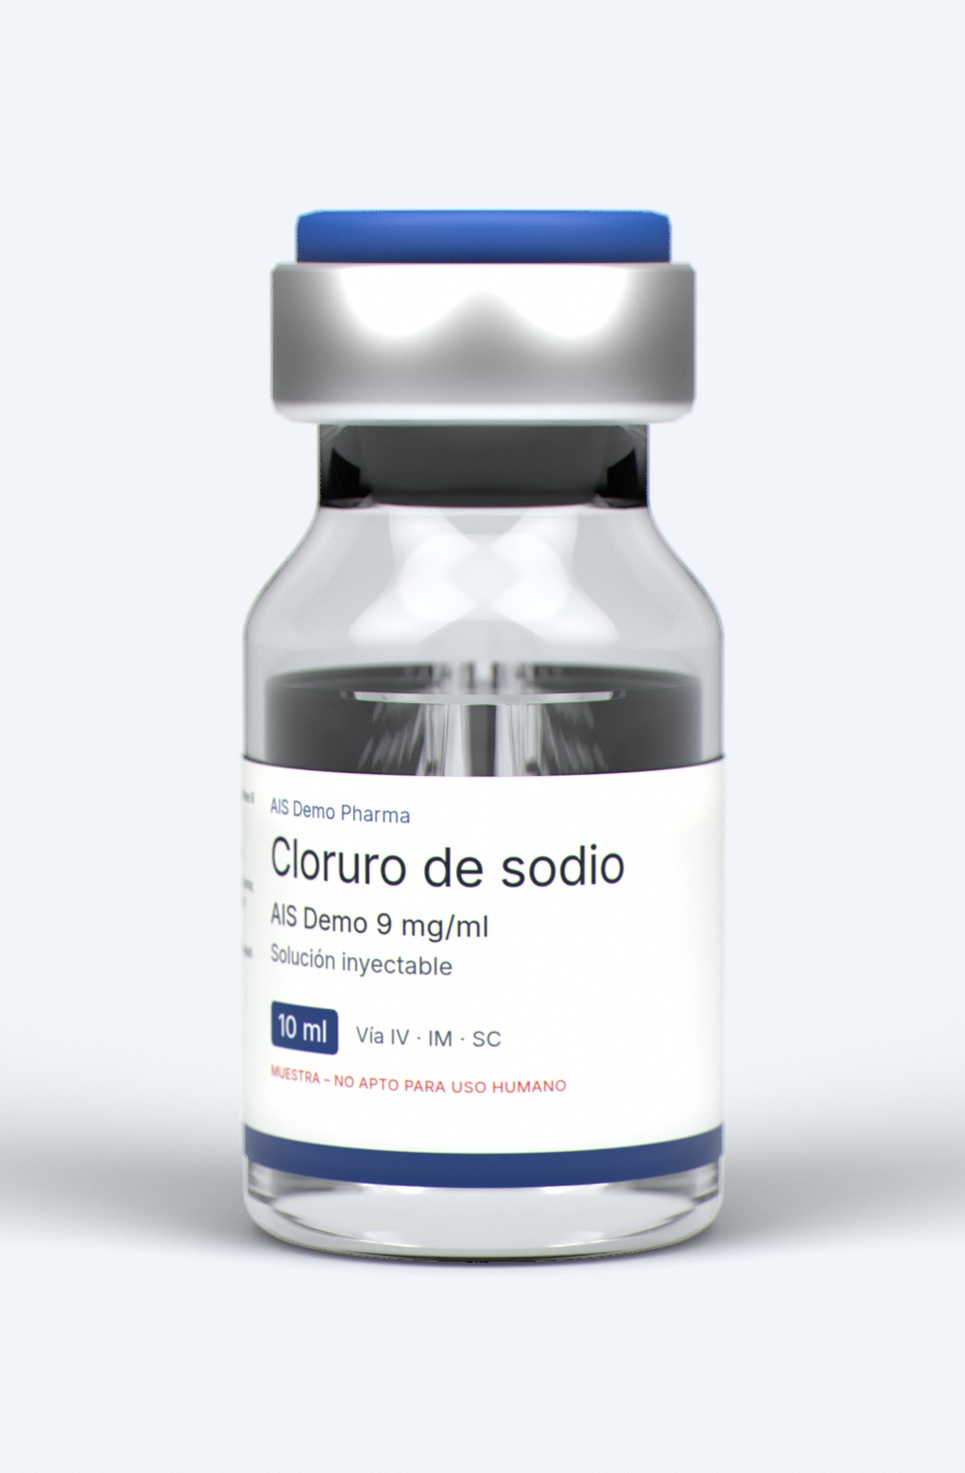 AIS Demo Pharma
Cloruro de sodio
AIS Demo 9 mg/ml
Solución inyectable
10 ml
Vía IV · IM · SC
MUESTRA – NO APTO PARA USO HUMANO